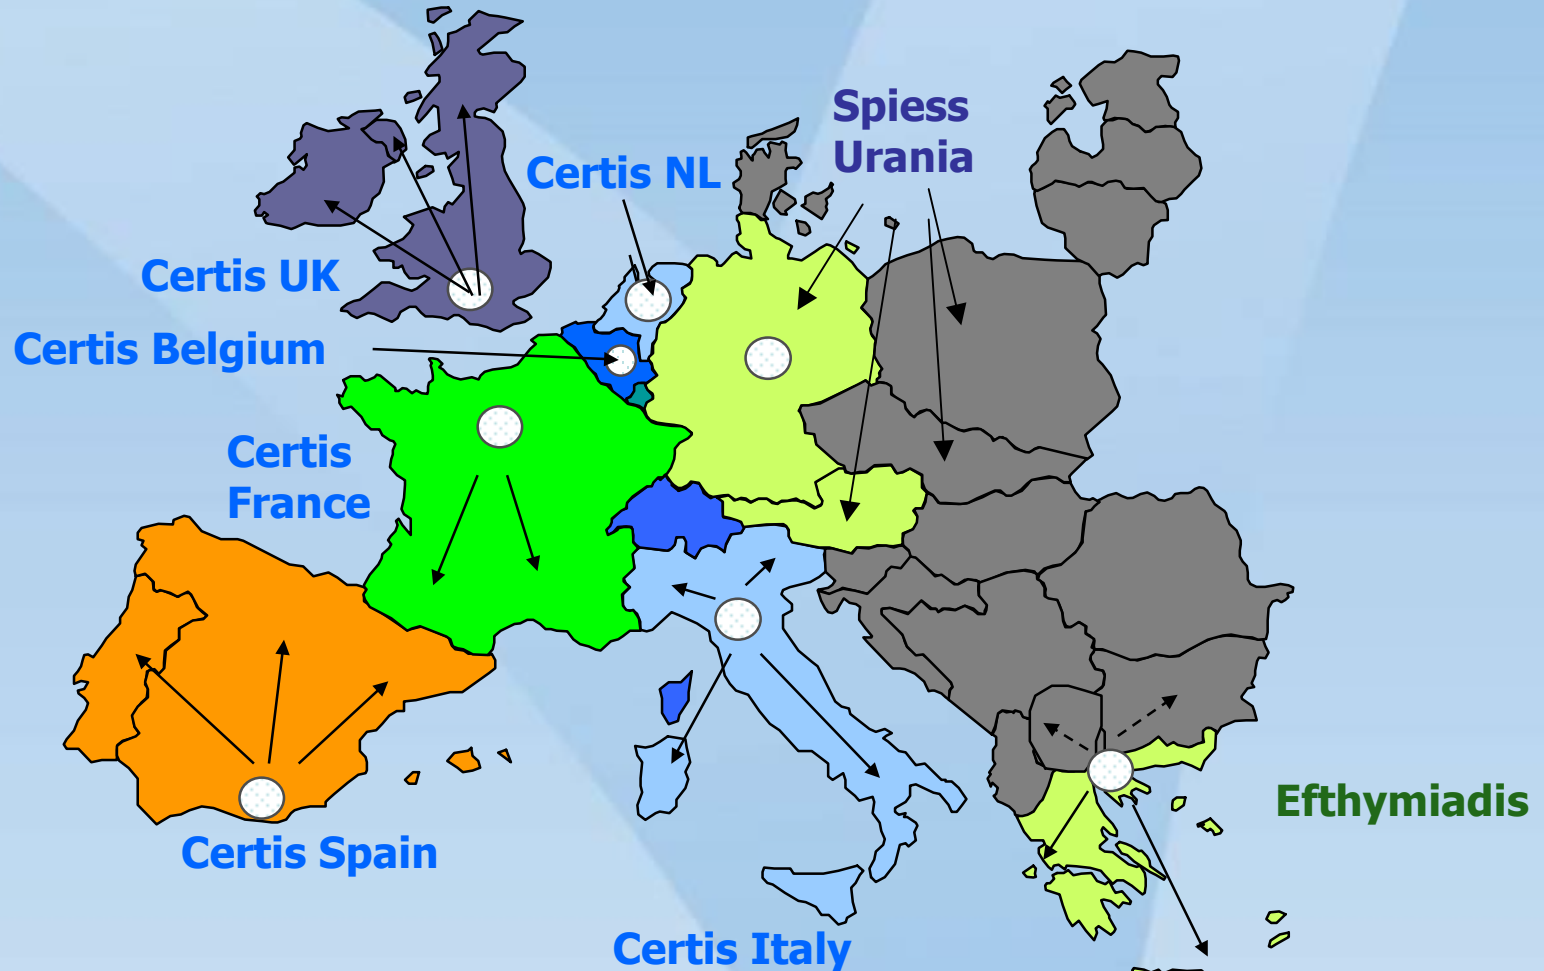 Spiess
Urania
Certis NL
Certis UK
Certis Belgium
Certis
France
Efthymiadis
Certis Spain
Certis Italy